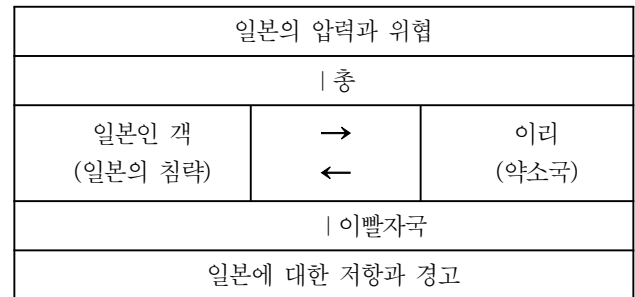 일본의 압력과 위협
| 총
일본인 객 → 이리
(일본의 침략) ← (약소국)
| 이빨자국
일본에 대한 저항과 경고